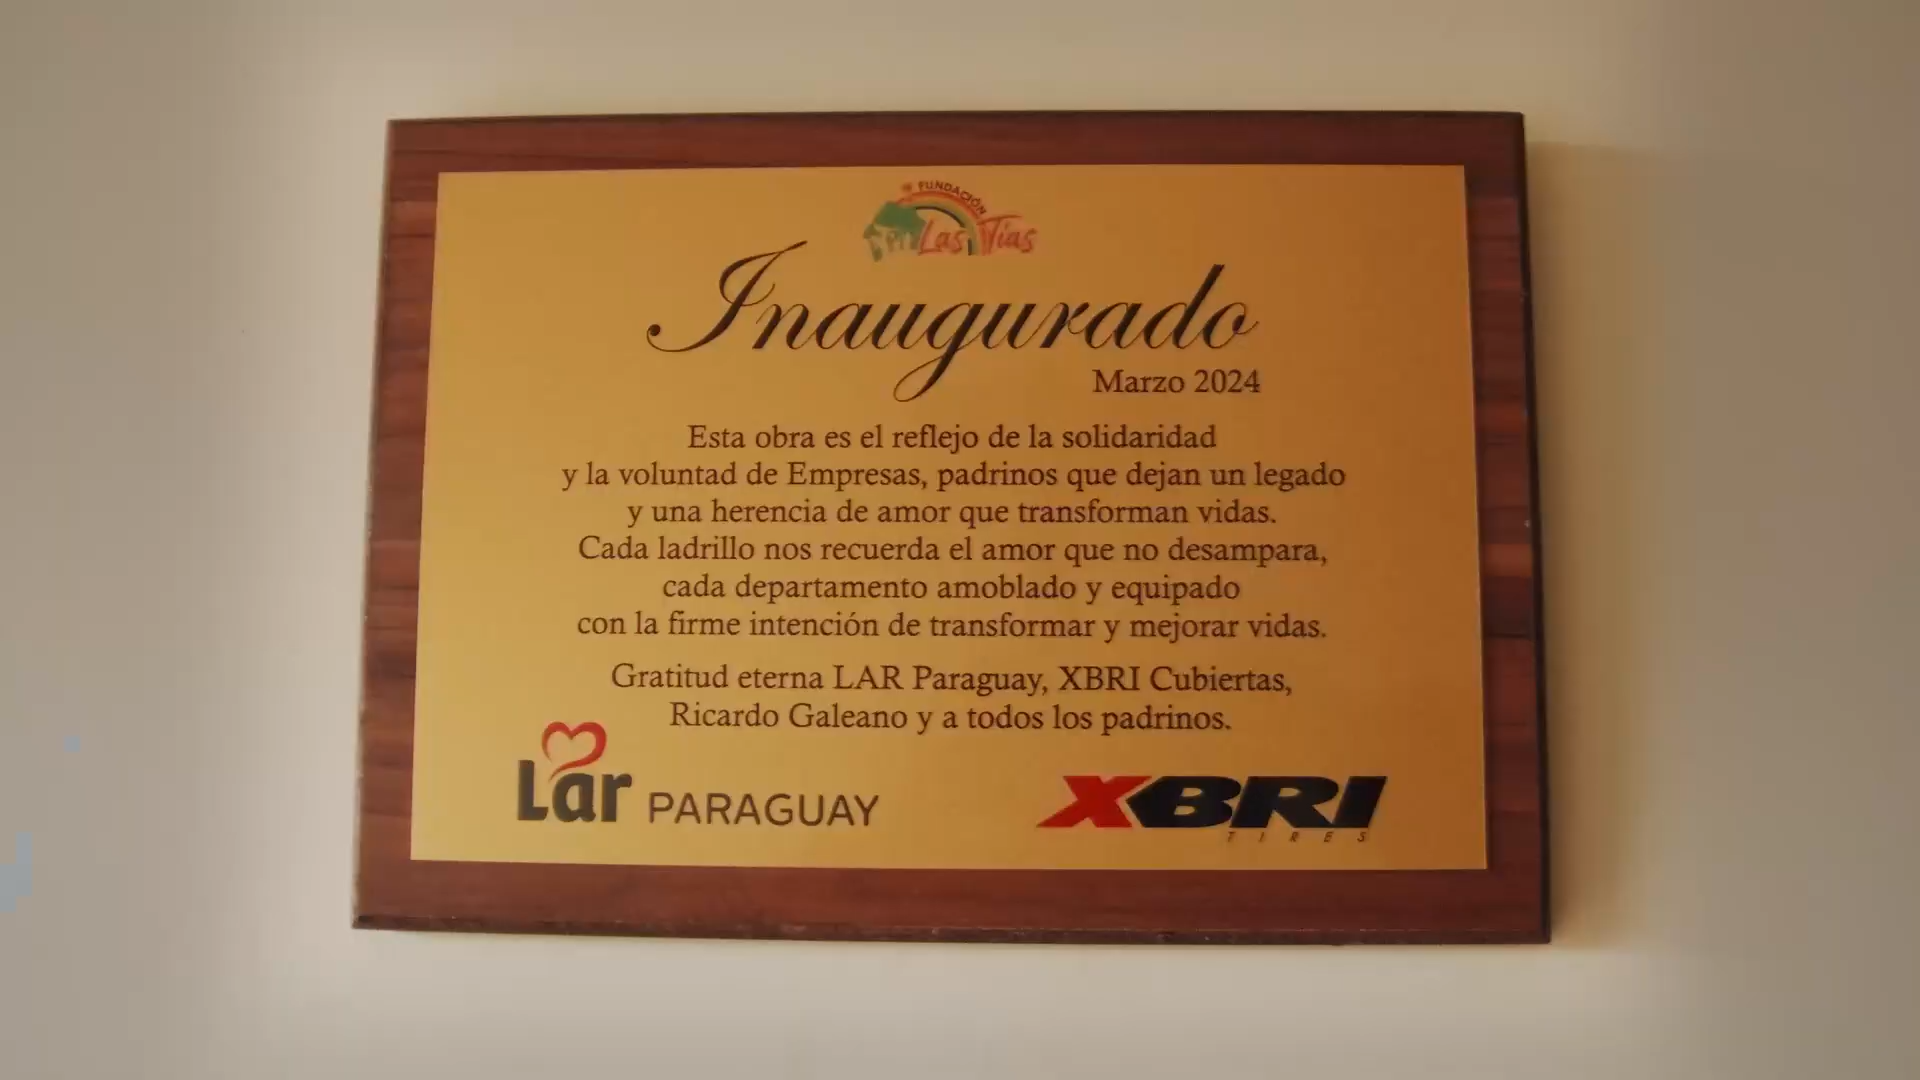 FUNDACIÓN
Las Tías
Inaugurado
Marzo 2024
Esta obra es el reflejo de la solidaridad
y la voluntad de Empresas, padrinos que dejan un legado
y una herencia de amor que transforman vidas.
Cada ladrillo nos recuerda el amor que no desampara,
cada departamento amoblado y equipado
con la firme intención de transformar y mejorar vidas.
Gratitud eterna LAR Paraguay, XBRI Cubiertas,
Ricardo Galeano y a todos los padrinos.
Lar PARAGUAY
XBRI
TIRES